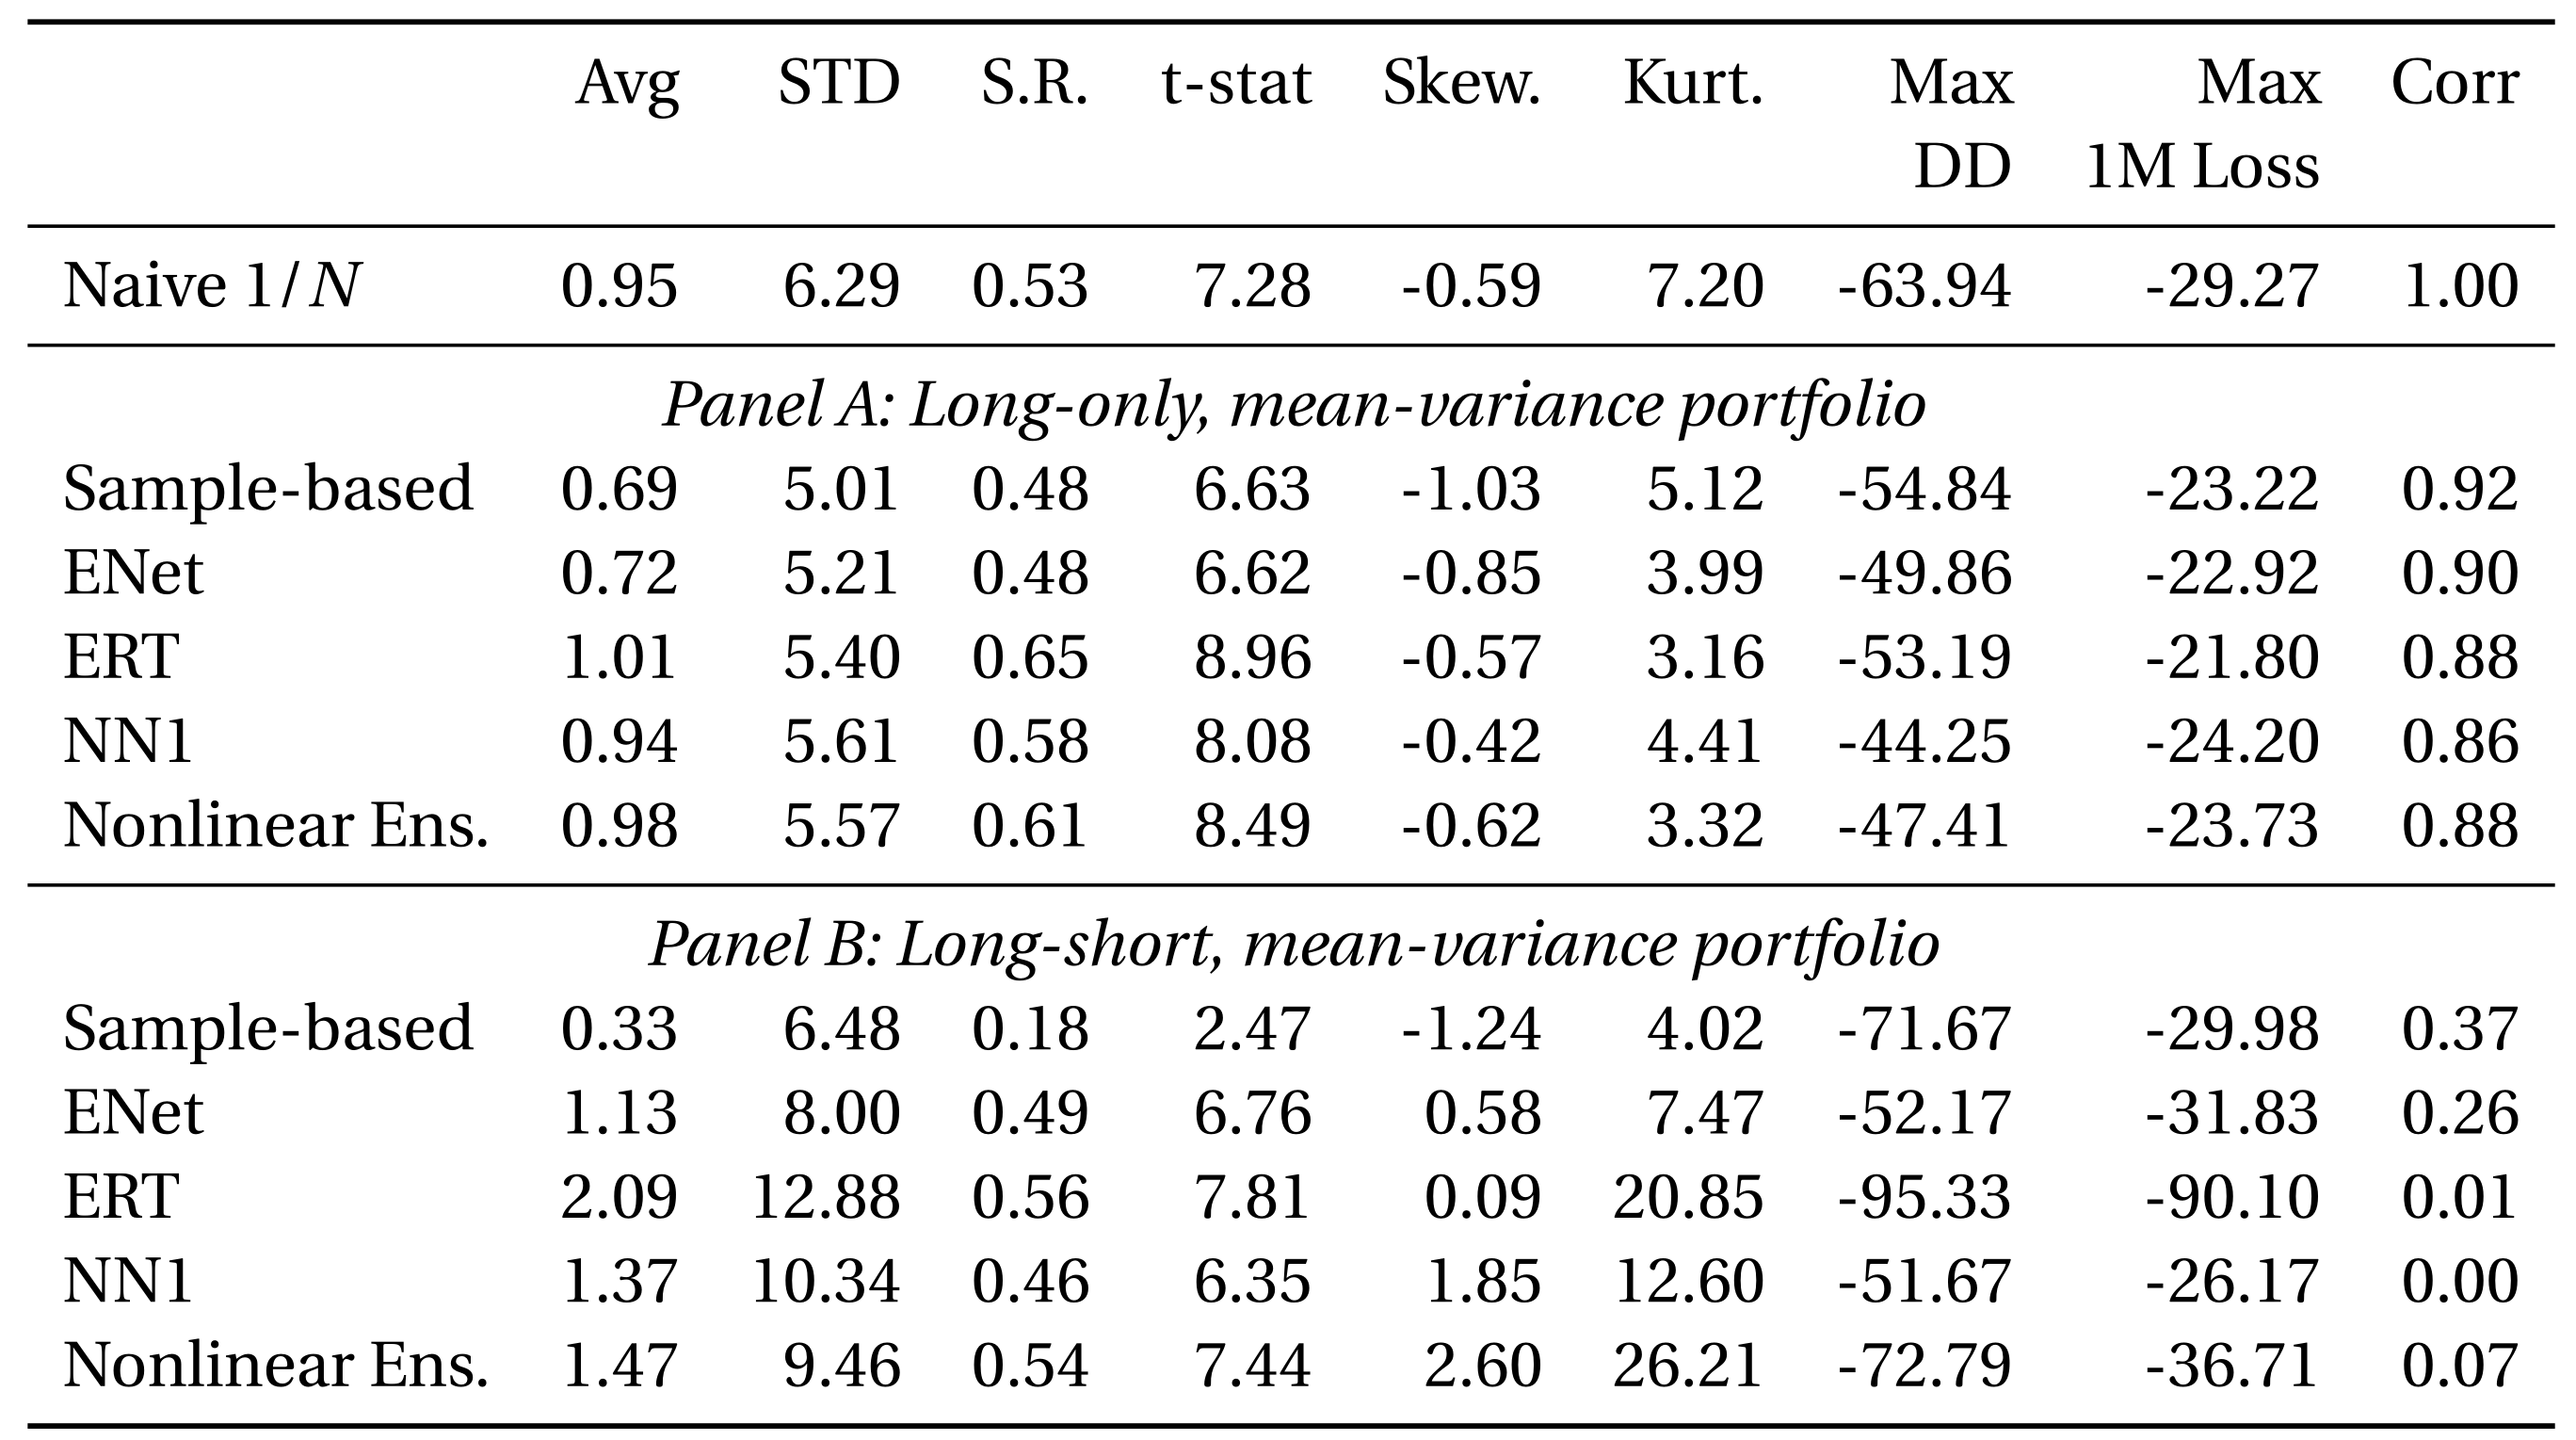 Avg STD S.R. t-stat Skew. Kurt. Max Max Corr
DD 1M Loss
Naive 1/N 0.95 6.29 0.53 7.28 -0.59 7.20 -63.94 -29.27 1.00
Panel A: Long-only, mean-variance portfolio
Sample-based 0.69 5.01 0.48 6.63 -1.03 5.12 -54.84 -23.22 0.92
ENet 0.72 5.21 0.48 6.62 -0.85 3.99 -49.86 -22.92 0.90
ERT 1.01 5.40 0.65 8.96 -0.57 3.16 -53.19 -21.80 0.88
NN1 0.94 5.61 0.58 8.08 -0.42 4.41 -44.25 -24.20 0.86
Nonlinear Ens. 0.98 5.57 0.61 8.49 -0.62 3.32 -47.41 -23.73 0.88
Panel B: Long-short, mean-variance portfolio
Sample-based 0.33 6.48 0.18 2.47 -1.24 4.02 -71.67 -29.98 0.37
ENet 1.13 8.00 0.49 6.76 0.58 7.47 -52.17 -31.83 0.26
ERT 2.09 12.88 0.56 7.81 0.09 20.85 -95.33 -90.10 0.01
NN1 1.37 10.34 0.46 6.35 1.85 12.60 -51.67 -26.17 0.00
Nonlinear Ens. 1.47 9.46 0.54 7.44 2.60 26.21 -72.79 -36.71 0.07